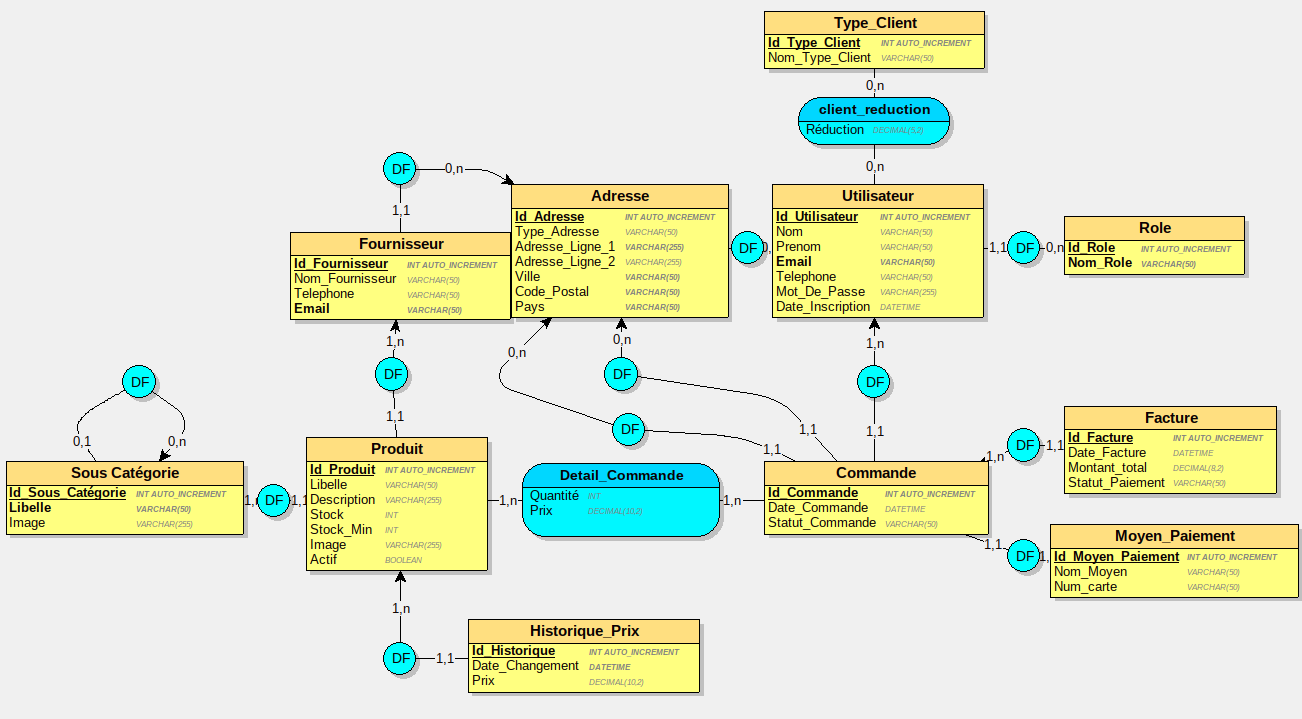 Type_Client
Id_Type_Client INT AUTO_INCREMENT
Nom_Type_Client VARCHAR(50)
0,n
client_reduction
Réduction DECIMAL(5,2)
0,n
DF
0,n
1,1
Adresse
Id_Adresse INT AUTO_INCREMENT
Type_Adresse VARCHAR(50)
Adresse_Ligne_1 VARCHAR(255)
Adresse_Ligne_2 VARCHAR(255)
Ville VARCHAR(50)
Code_Postal VARCHAR(50)
Pays VARCHAR(50)
DF
0,
Utilisateur
Id_Utilisateur INT AUTO_INCREMENT
Nom VARCHAR(50)
Prenom VARCHAR(50)
Email VARCHAR(50)
Telephone VARCHAR(50)
Mot_De_Passe VARCHAR(255)
Date_Inscription DATETIME
1,1
DF
0,n
Role
Id_Role INT AUTO_INCREMENT
Nom_Role VARCHAR(50)
Fournisseur
Id_Fournisseur INT AUTO_INCREMENT
Nom_Fournisseur VARCHAR(50)
Telephone VARCHAR(50)
Email VARCHAR(50)
1,n
DF
1,1
0,n
DF
1,1
0,n
DF
1,1
1,n
DF
1,1
DF
0,1
0,n
Sous Catégorie
Id_Sous_Catégorie INT AUTO_INCREMENT
Libelle VARCHAR(50)
Image VARCHAR(255)
1,n
DF
1,1
Produit
Id_Produit INT AUTO_INCREMENT
Libelle VARCHAR(50)
Description VARCHAR(255)
Stock INT
Stock_Min INT
Image VARCHAR(255)
Actif BOOLEAN
1,n
Detail_Commande
Quantité INT
Prix DECIMAL(10,2)
1,n
Commande
Id_Commande INT AUTO_INCREMENT
Date_Commande DATETIME
Statut_Commande VARCHAR(50)
1,n
DF
1,1
Facture
Id_Facture INT AUTO_INCREMENT
Date_Facture DATETIME
Montant_total DECIMAL(8,2)
Statut_Paiement VARCHAR(50)
1,1
DF
1,
Moyen_Paiement
Id_Moyen_Paiement INT AUTO_INCREMENT
Nom_Moyen VARCHAR(50)
Num_carte VARCHAR(50)
1,n
DF
1,1
Historique_Prix
Id_Historique INT AUTO_INCREMENT
Date_Changement DATETIME
Prix DECIMAL(10,2)